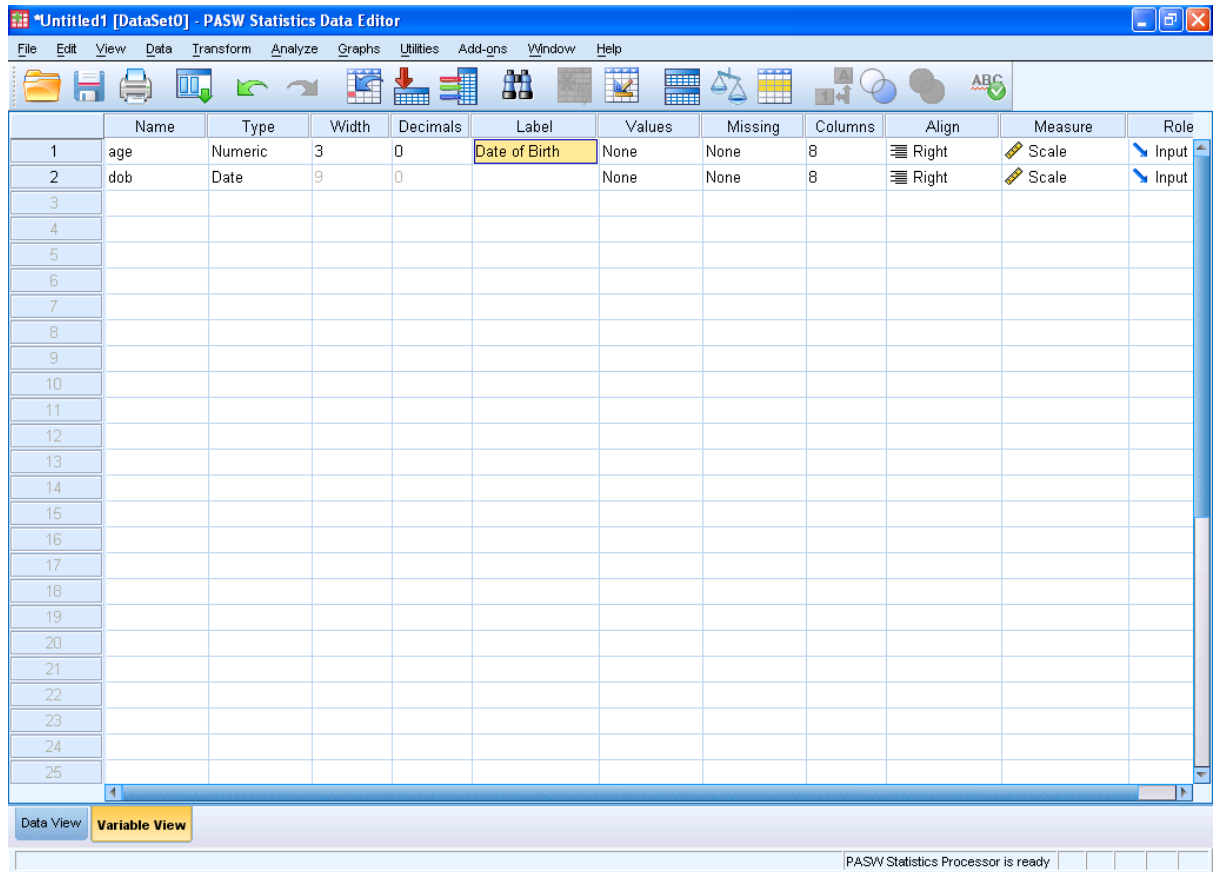 *Untitled1 [DataSet0] - PASW Statistics Data Editor
File Edit View Data Transform Analyze Graphs Utilities Add-ons Window Help
A 1 ABC
Name Type Width Decimals Label Values Missing Columns Align Measure Role
1 age Numeric 3 0 Date of Birth None None 8 Right Scale Input
2 dob Date 9 0 None None 8 Right Scale Input
3
4
5
6
7
8
9
10
11
12
13
14
15
16
17
18
19
20
21
22
23
24
25
Data View Variable View
PASW Statistics Processor is ready